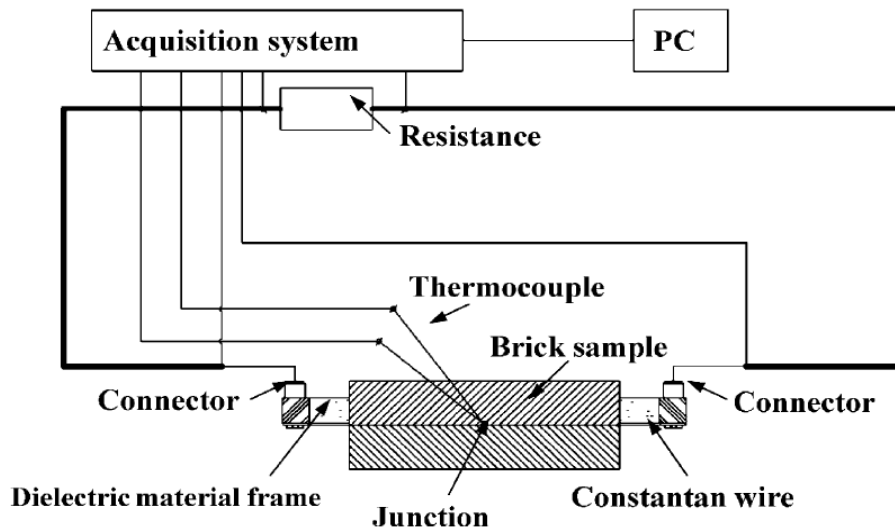 Acquisition system
PC
Resistance
Thermocouple
Brick sample
Connector
Connector
Dielectric material frame
Junction
Constantan wire